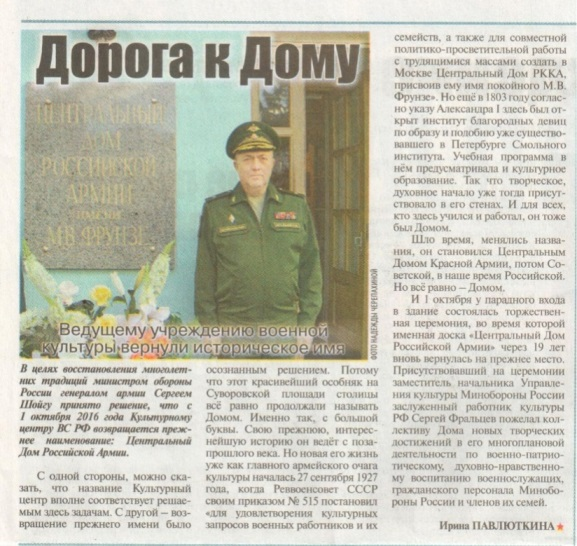 Дорога к Дому
ЦЕНТРАЛЬНЫЙ
ДОМ
РОССИЙСКОЙ
АРМИИ
ИМЕНИ
М.В. ФРУНЗЕ
ФОТО НАДЕЖДЫ ЧЕРЕПАХИНОЙ
Ведущему учреждению военной
культуры вернули историческое имя
В целях восстановления многолет-
них традиций министром обороны
России генералом армии Сергеем
Шойгу принято решение, что с
1 октября 2016 года Культурному
центру ВС РФ возвращается преж-
нее наименование: Центральный
Дом Российской Армии.
С одной стороны, можно ска-
зать, что название Культурный
центр вполне соответствует решае-
мым здесь задачам. С другой – воз-
вращение прежнего имени было
осознанным решением. Потому
что этот красивейший особняк на
Суворовской площади столицы
всё равно продолжали называть
Домом. Именно так, с большой
буквы. Свою прежнюю, интерес-
нейшую историю он ведёт с поза-
прошлого века. Но новая его жизнь
уже как главного армейского очага
культуры началась 27 сентября 1927
года, когда Реввоенсовет СССР
своим приказом № 515 постановил
«для удовлетворения культурных
запросов военных работников и их
семейств, а также для совместной
политико-просветительной работы
с трудящимися массами создать в
Москве Центральный Дом РККА,
присвоив ему имя покойного М.В.
Фрунзе». Но ещё в 1803 году соглас-
но указу Александра I здесь был от-
крыт институт благородных девиц
по образу и подобию уже существо-
вавшего в Петербурге Смольного
института. Учебная программа в
нём предусматривала и культурное
образование. Так что творческое,
духовное начало уже тогда присут-
ствовало в его стенах. И для всех,
кто здесь учился и работал, он тоже
был Домом.
Шло время, менялись назва-
ния, он становился Центральным
Домом Красной Армии, потом Со-
ветской, в наше время Российской.
Но всё равно – Домом.
И 1 октября у парадного входа
в здание состоялась торжествен-
ная церемония, во время которой
именная доска «Центральный Дом
Российской Армии» через 19 лет
вновь вернулась на прежнее место.
Присутствовавший на церемонии
заместитель начальника Управле-
ния культуры Минобороны России
заслуженный работник культуры
РФ Сергей Фралыев пожелал кол-
лективу Дома новых творческих
достижений в его многоплановой
деятельности по военно-патрио-
тическому, духовно-нравственно-
му воспитанию военнослужащих,
гражданского персонала Минобо-
роны России и членов их семей.
Ирина ПАВЛЮТКИНА